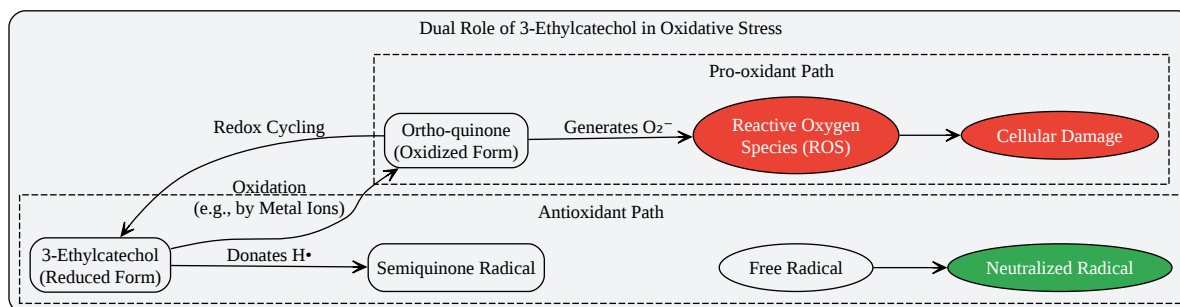 Dual Role of 3-Ethylcatechol in Oxidative Stress
Pro-oxidant Path
Redox Cycling
Ortho-quinone
(Oxidized Form)
Generates O₂⁻
Reactive Oxygen
Species (ROS)
Cellular Damage
Oxidation
(e.g., by Metal Ions)
Antioxidant Path
3-Ethylcatechol
(Reduced Form)
Donates H•
Semiquinone Radical
Free Radical
Neutralized Radical